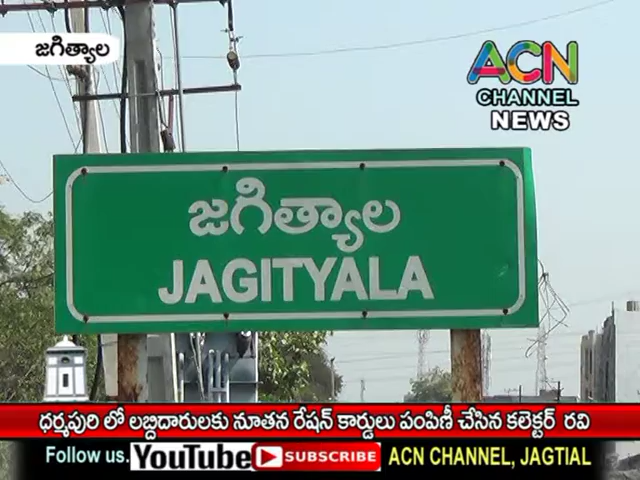 జగిత్యాల
ACN
CHANNEL
NEWS
జగిత్యాల
JAGITYALA
ధర్మపురి లో లబ్దిదారులకు నూతన రేషన్ కార్డులు పంపిణీ చేసిన కలెక్టర్ రవి
Follow us. YouTube SUBSCRIBE ACN CHANNEL, JAGTIAL